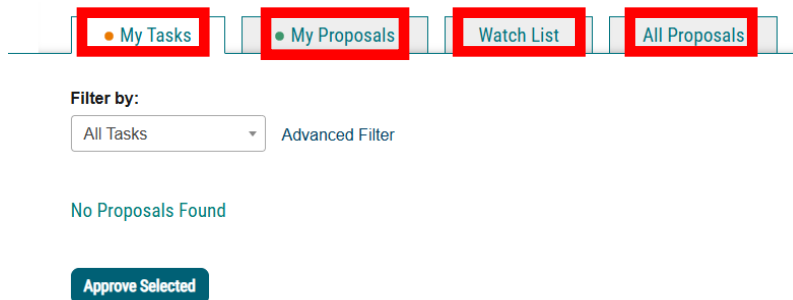 My Tasks My Proposals Watch List All Proposals
Filter by:
All Tasks Advanced Filter
No Proposals Found
Approve Selected